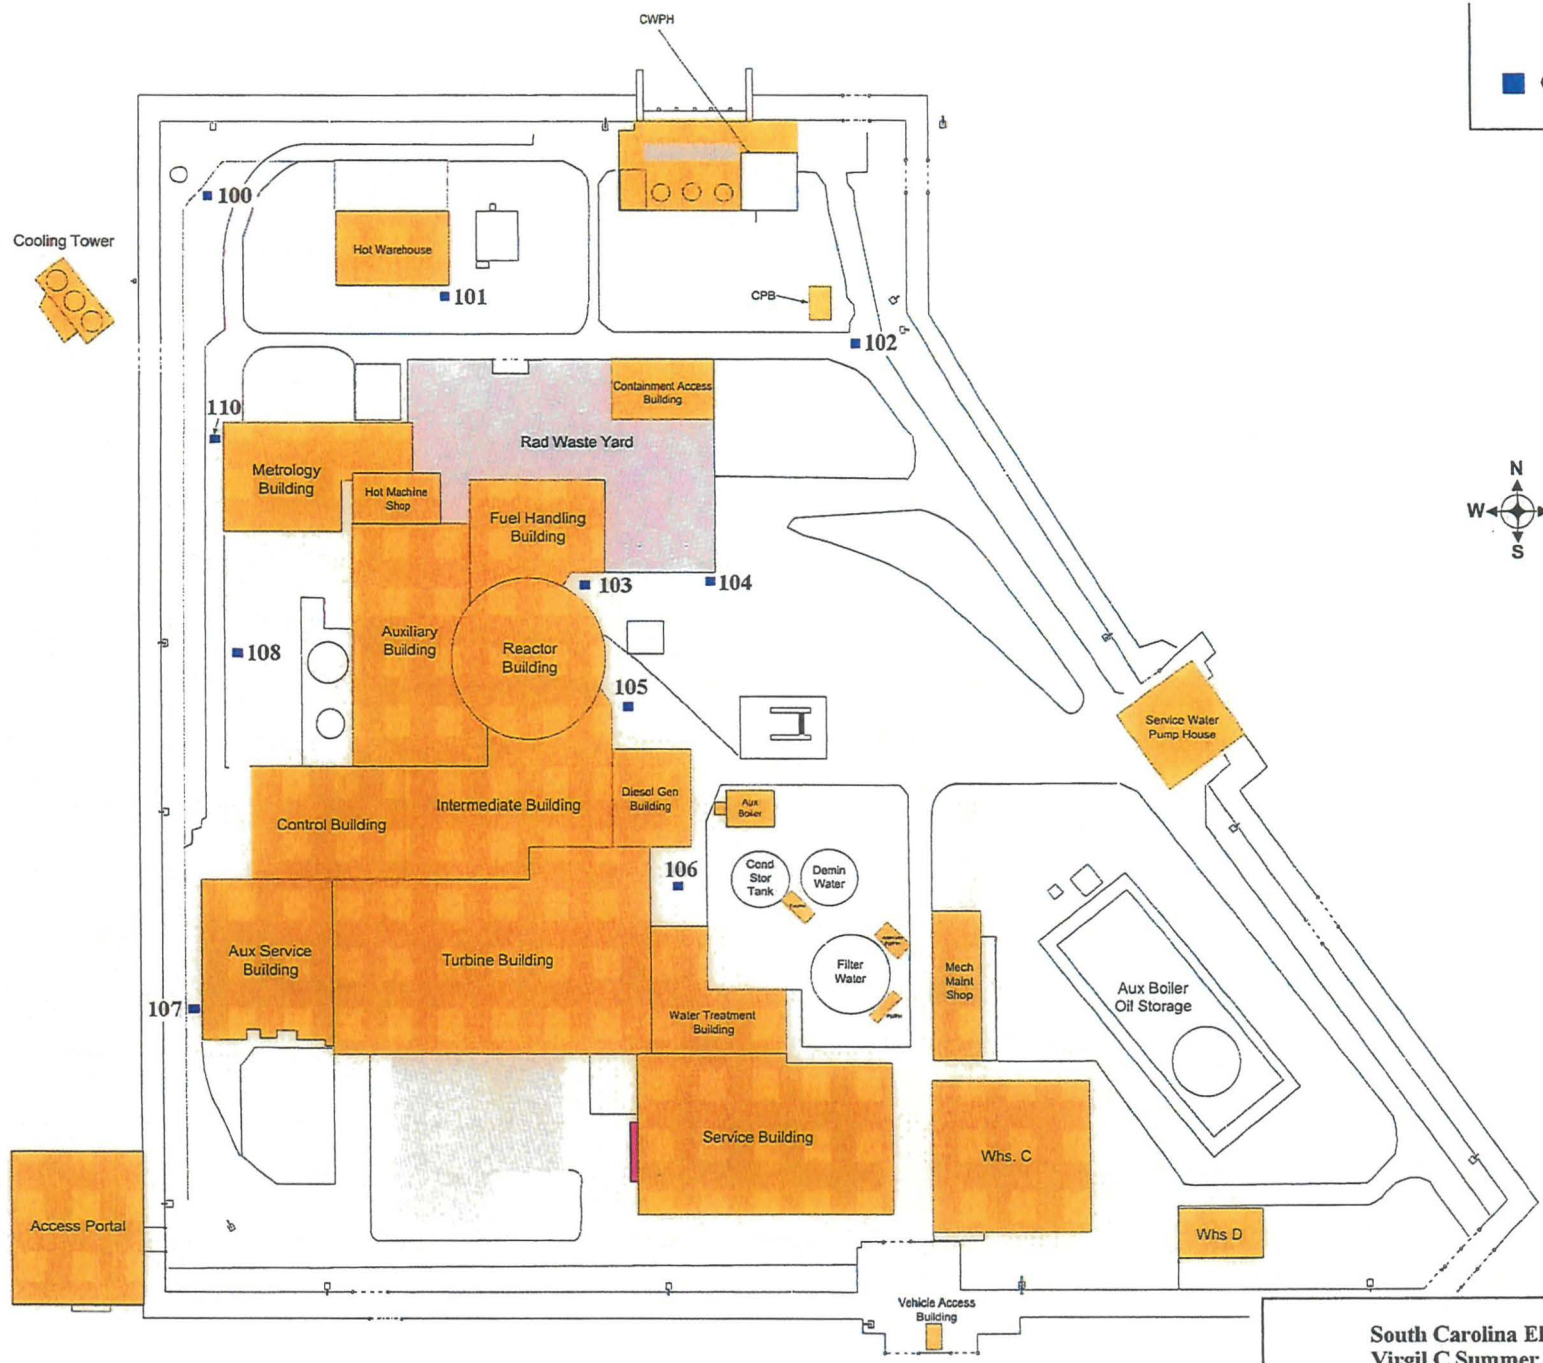 CWPH
100
Cooling Tower
Hot Warehouse
101
CPB
102
Containment Access
Building
110
Rad Waste Yard
Metrology
Building
Hot Machine
Shop
Fuel Handling
Building
N
W
S
103
104
Auxiliary
Building
Reactor
Building
108
105
Service Water
Pump House
Diesel Gen
Building
Aux
Boiler
Intermediate Building
Control Building
106
Cond
Stor
Tank
Demin
Water
Aux Service
Building
Turbine Building
Filter
Water
Mech
Maint
Shop
Aux Boiler
Oil Storage
107
Water Treatment
Building
Service Building
Whs. C
Access Portal
Whs D
Vehicle Access
Building
South Carolina El
Virgil C Summer